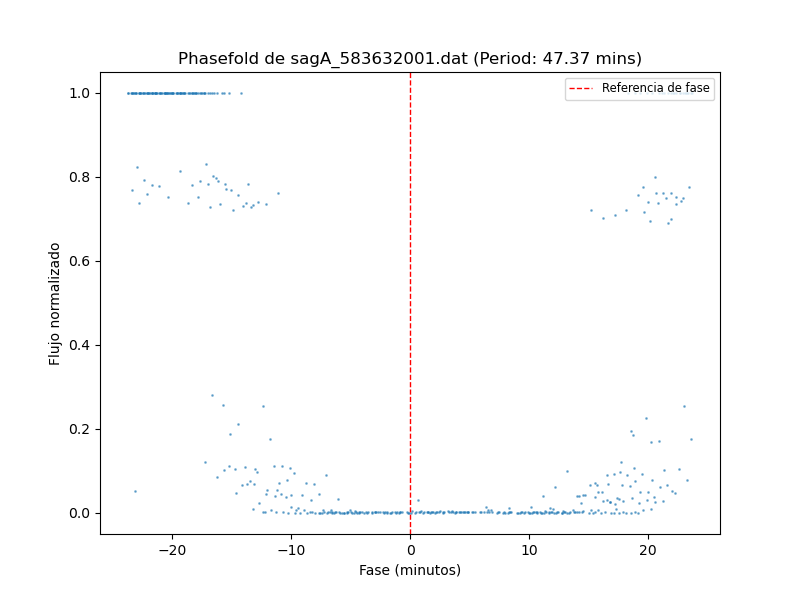 Phasefold de sagA_583632001.dat (Period: 47.37 mins)
Referencia de fase
1.0
0.8
0.6
0.4
0.2
0.0
Flujo normalizado
−20
−10
0
10
20
Fase (minutos)